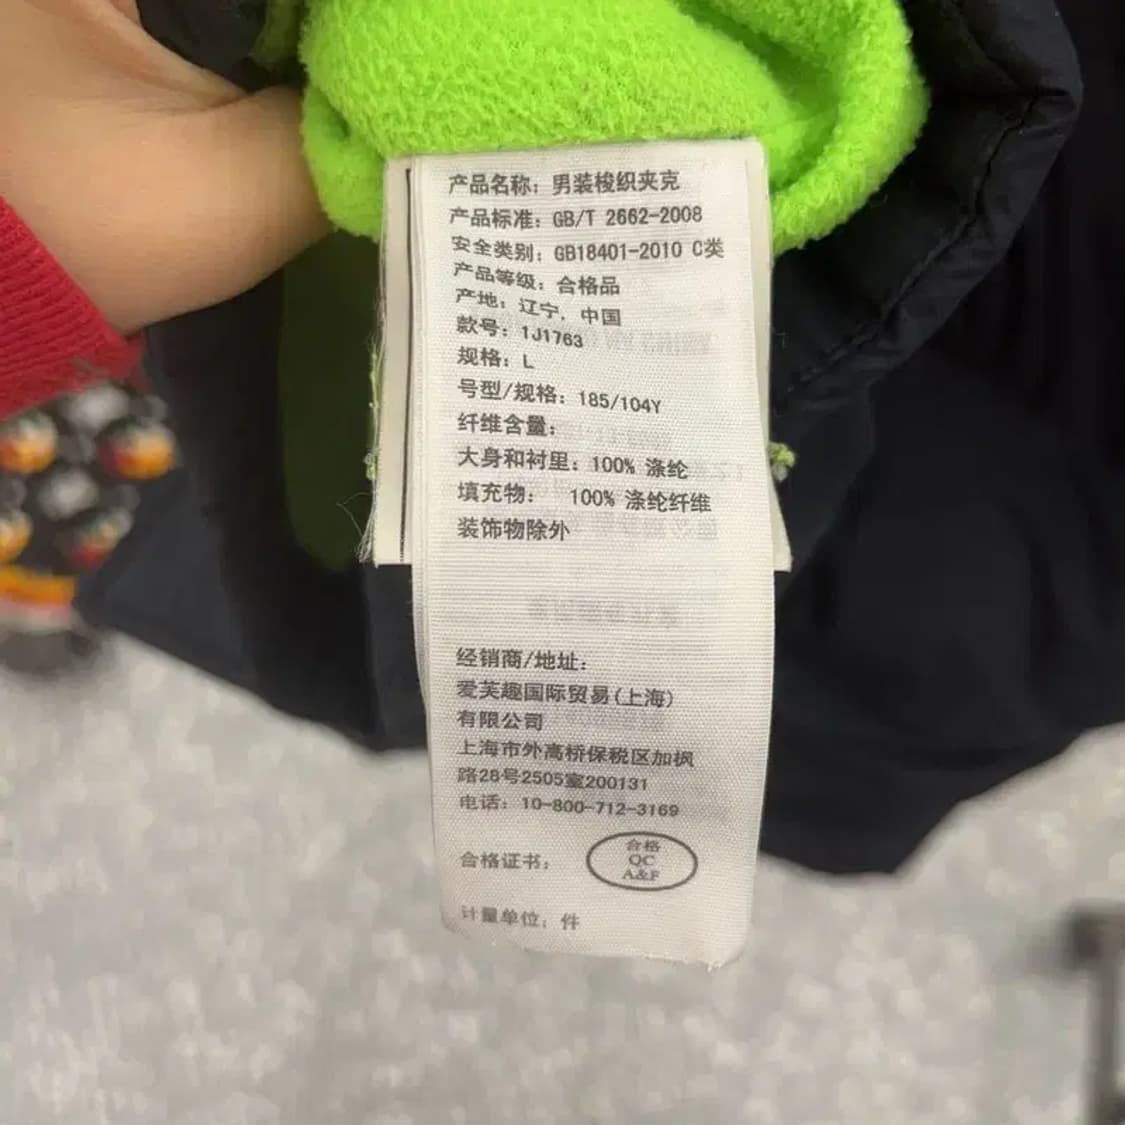 产品名称：男装梭织夹克
产品标准：GB/T 2662-2008
安全类别：GB18401-2010 C类
产品等级：合格品
产地：辽宁，中国
款号：1J1763
规格：L
号型/规格：185/104Y
纤维含量：
大身和衬里：100% 涤纶
填充物： 100% 涤纶纤维
装饰物除外
经销商/地址：
爱芙趣国际贸易(上海)
有限公司
上海市外高桥保税区加枫
路28号2505室200131
电话：10-800-712-3169
合格证书：
合格
QC
A&F
计量单位：件